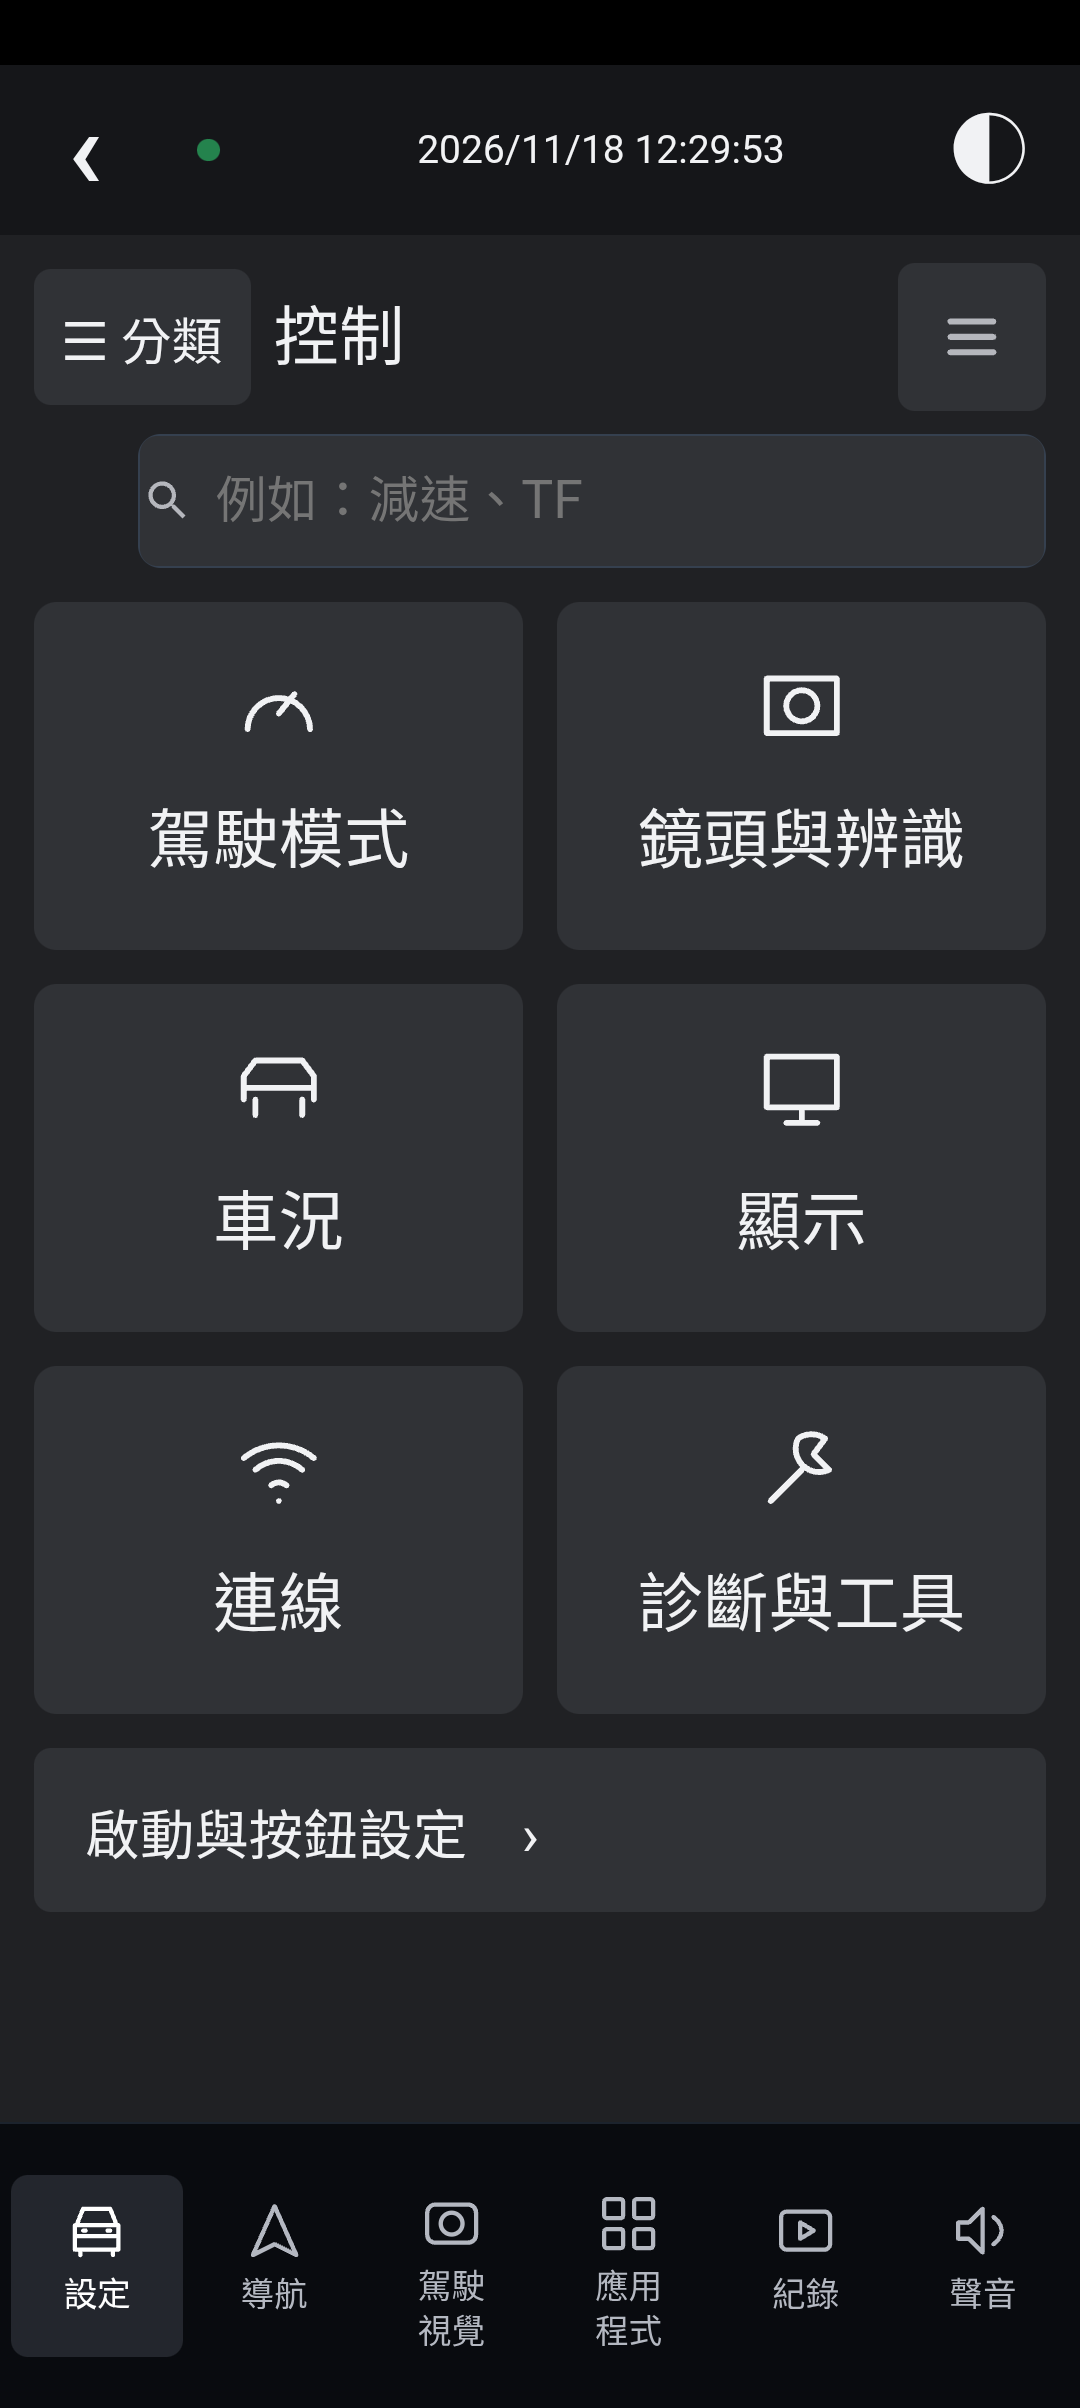 2026/11/18 12:29:53
☰ 分類
控制
例如：減速、TF
駕駛模式
鏡頭與辨識
車況
顯示
連線
診斷與工具
啟動與按鈕設定 ›
設定
導航
駕駛
視覺
應用
程式
紀錄
聲音